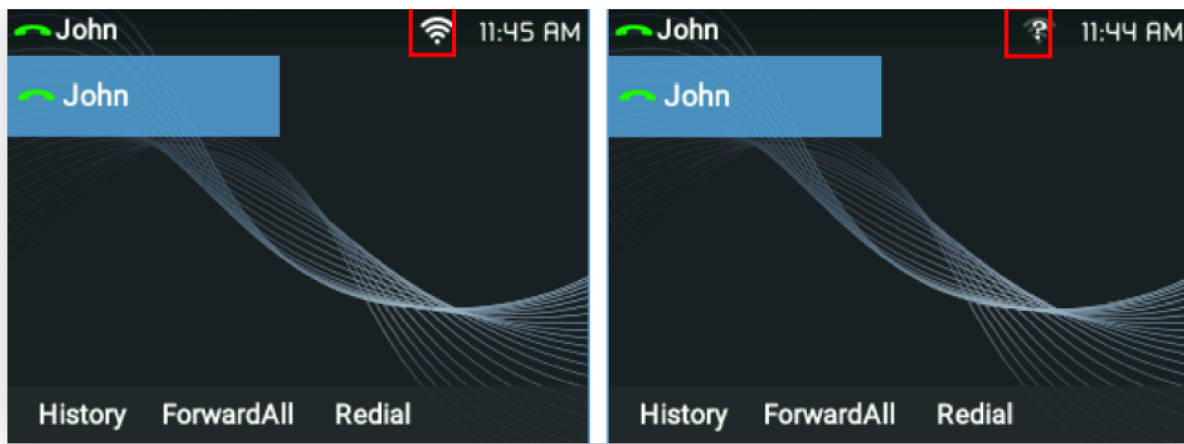 John 11:45 AM
John
History ForwardAll Redial
John ? 11:44 AM
John
History ForwardAll Redial